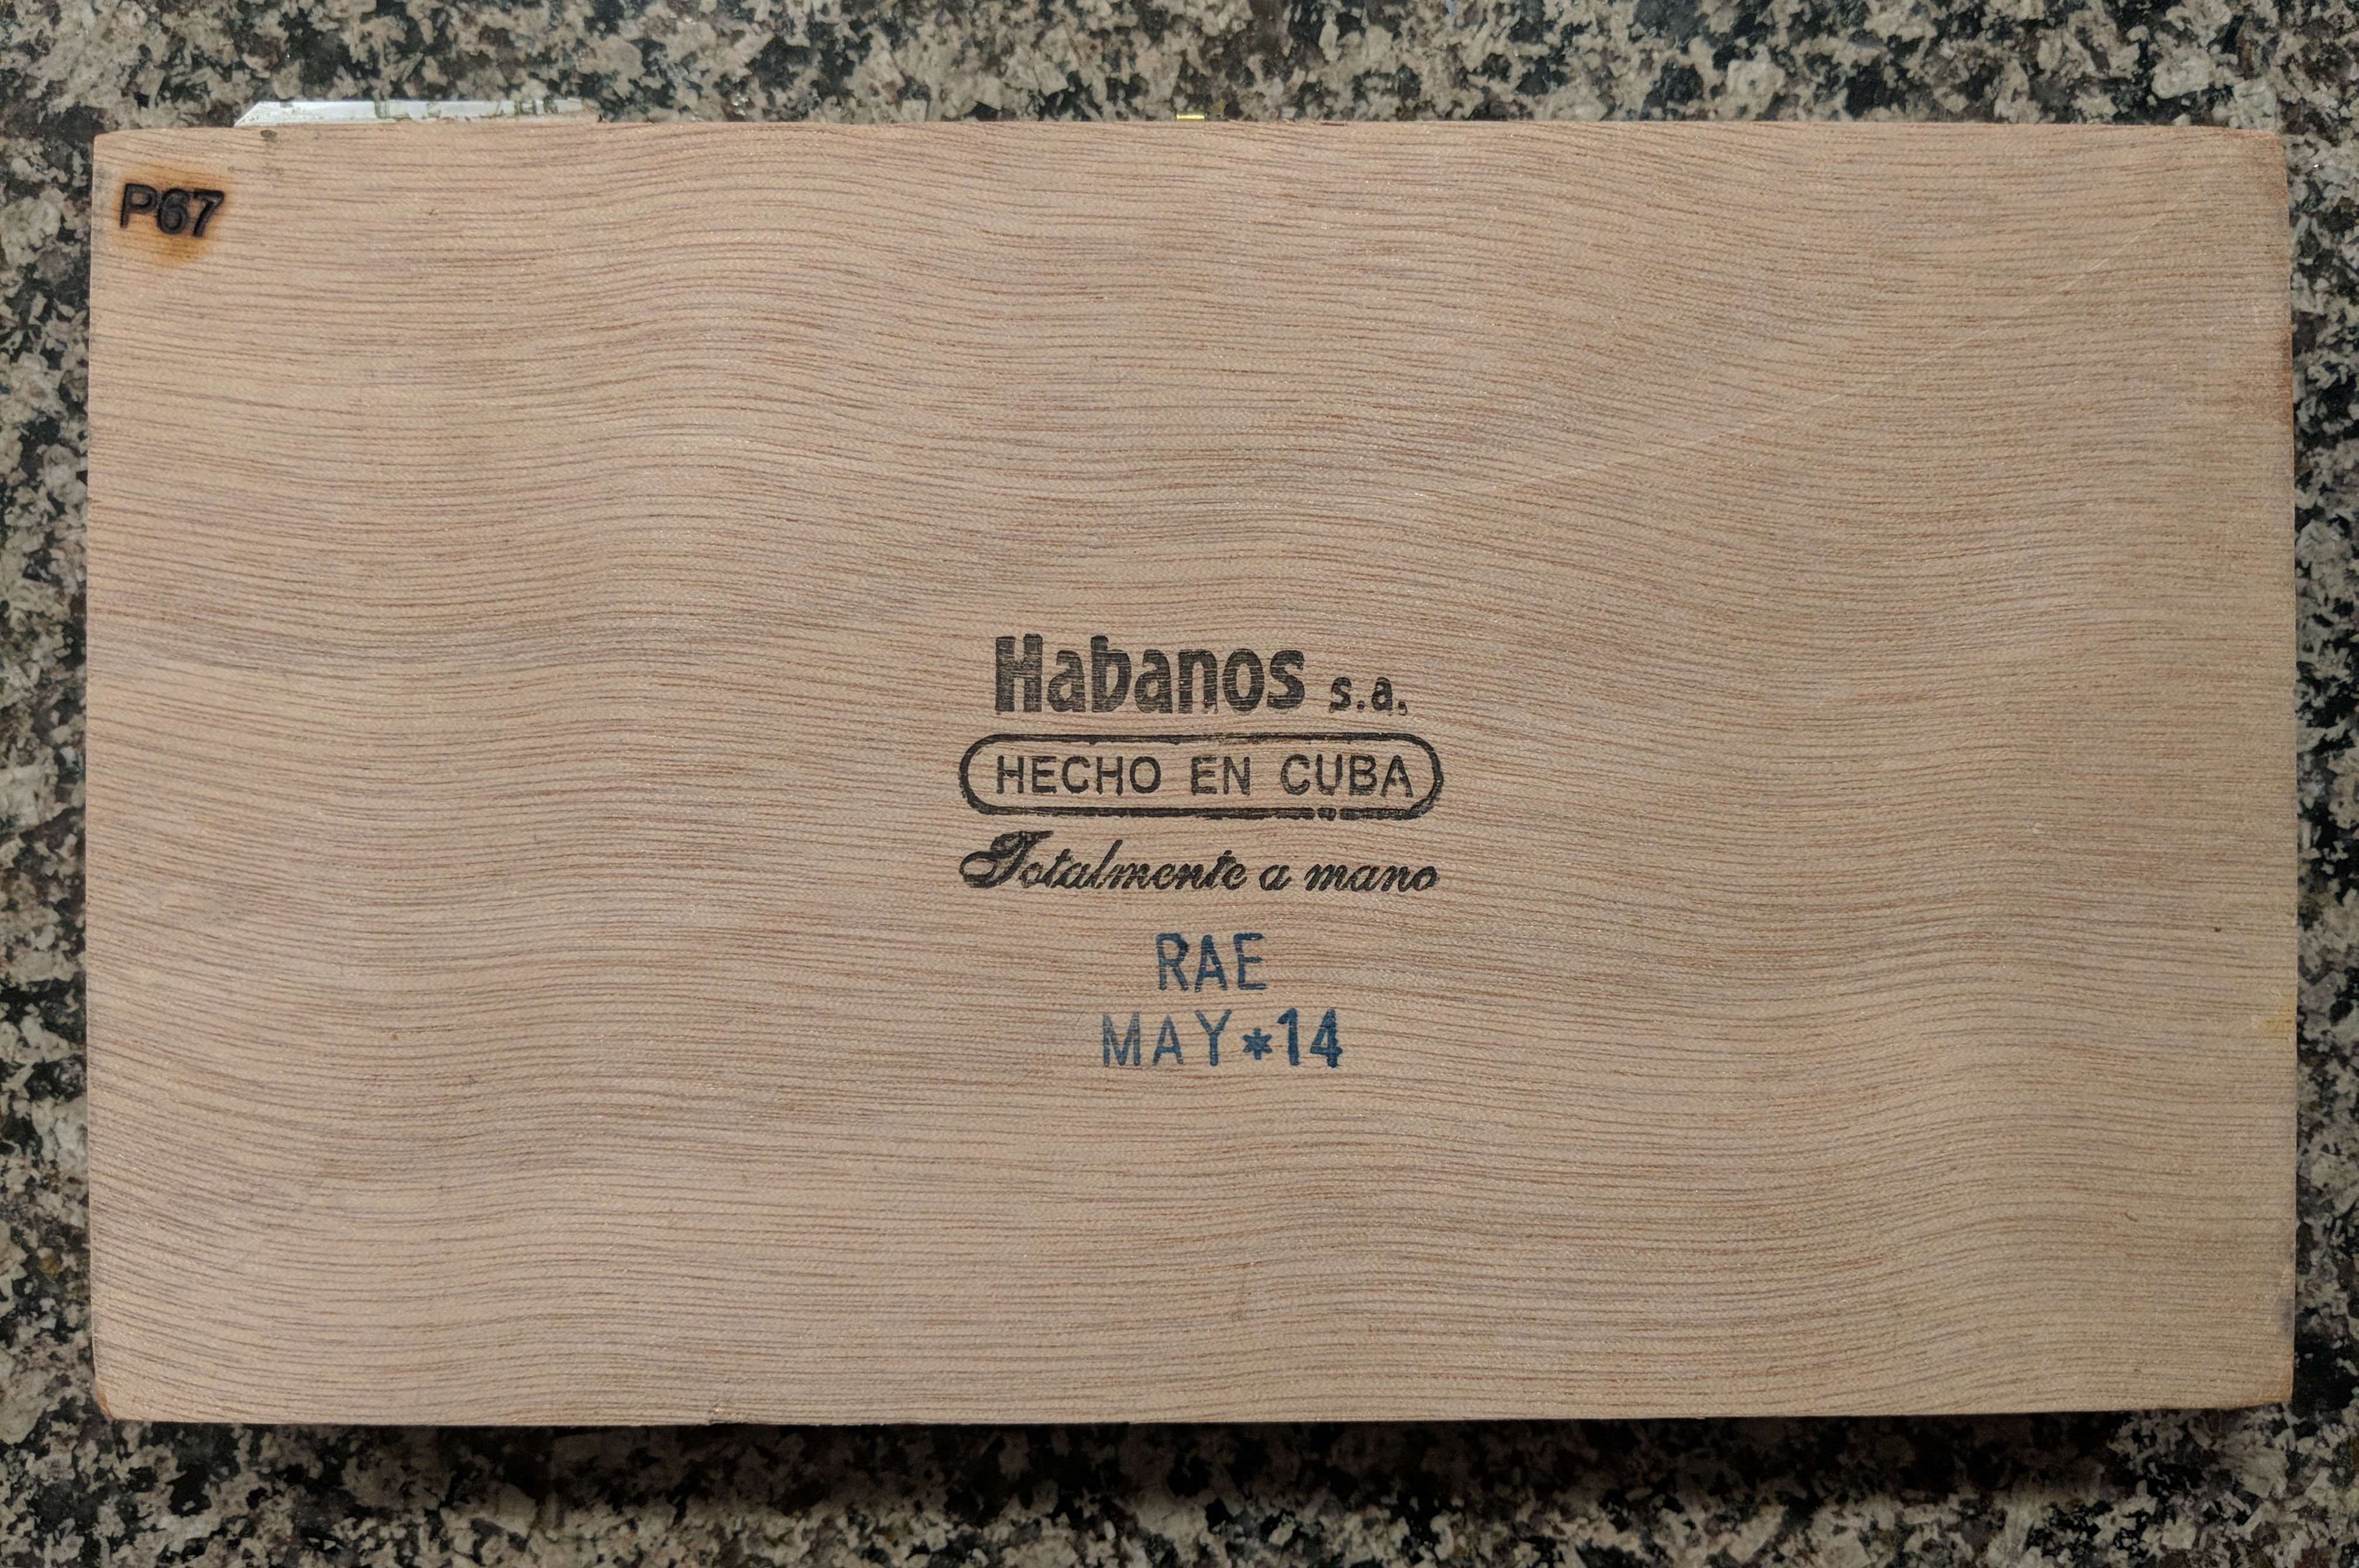 P67
Habanos s.a.
HECHO EN CUBA
Totalmente a mano
RAE
MAY*14